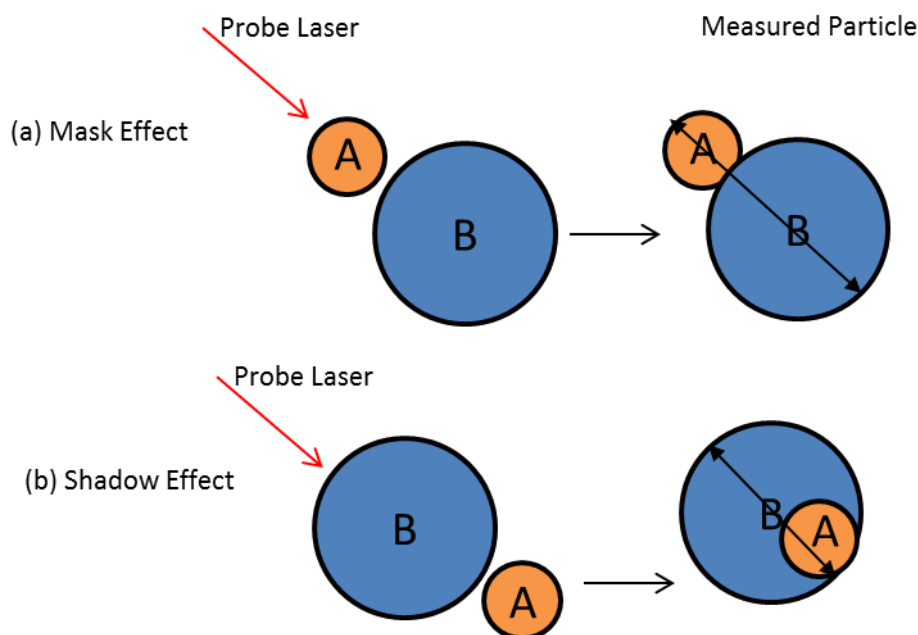 Probe Laser
Measured Particle
(a) Mask Effect
A
B
A
B
Probe Laser
(b) Shadow Effect
B
A
B
A